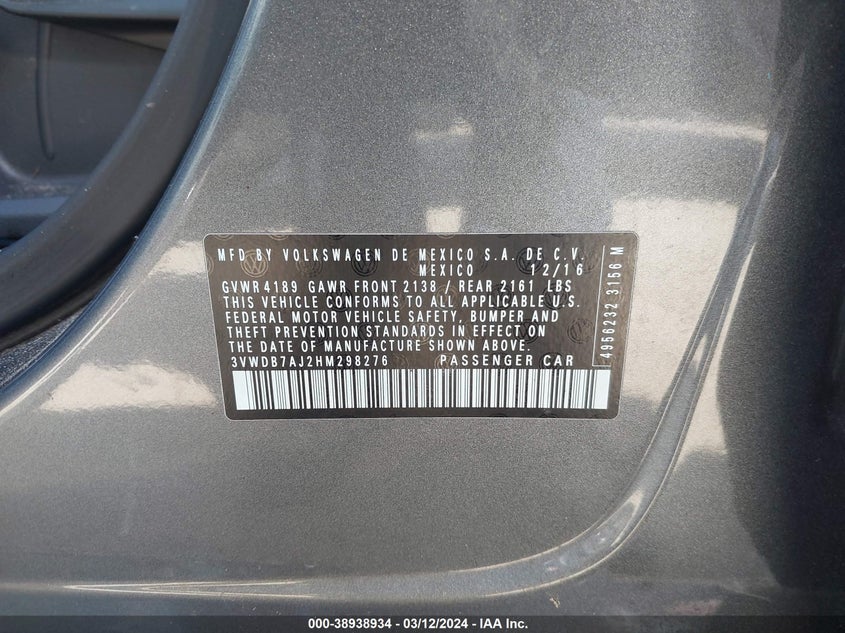 MFD BY VOLKSWAGEN DE MEXICO S.A. DE C.V.
MEXICO 12/16
GVWR 4189 GAWR FRONT 2138 / REAR 2161 LBS
THIS VEHICLE CONFORMS TO ALL APPLICABLE U.S.
FEDERAL MOTOR VEHICLE SAFETY, BUMPER AND
THEFT PREVENTION STANDARDS IN EFFECT ON
THE DATE OF MANUFACTURE SHOWN ABOVE.
3VWDB7AJ2HM298276 PASSENGER CAR
4956232 3156 M
000-38938934 - 03/12/2024 - IAA Inc.